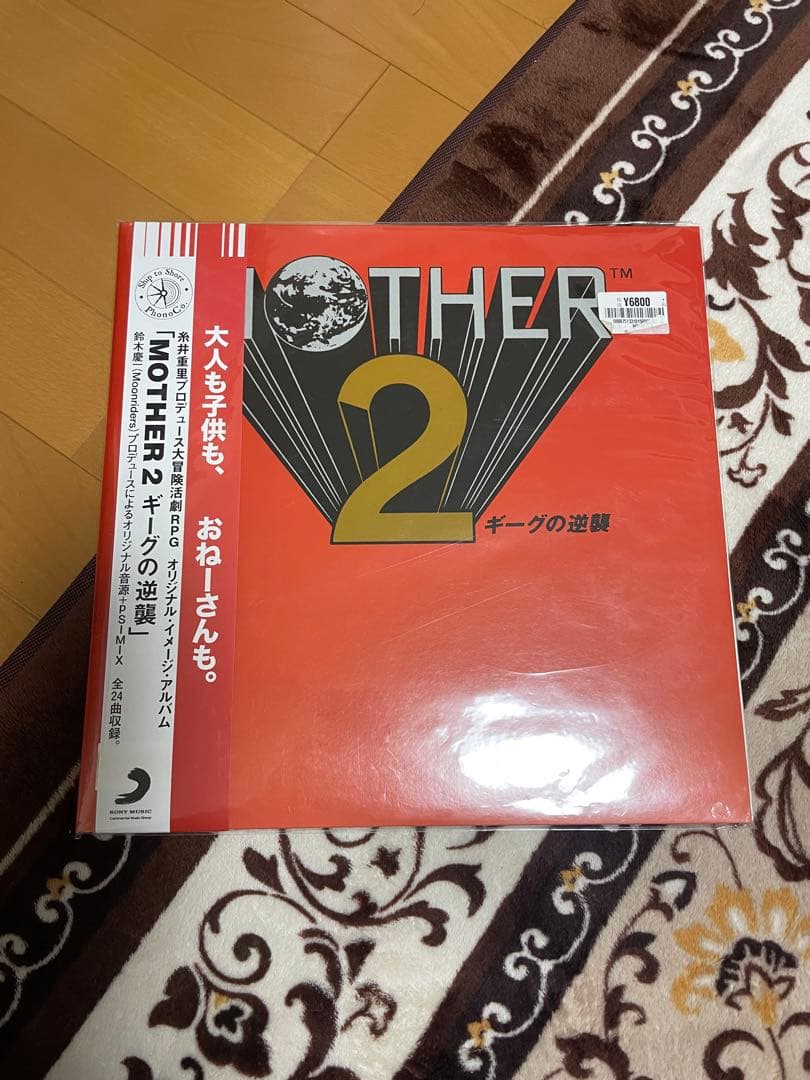 MOTHER™
2
ギーグの逆襲
¥6800
大人も子供も、 おねーさんも。
糸井重里プロデュース大冒険活劇RPG オリジナル・イメージ・アルバム
「MOTHER 2 ギーグの逆襲」
鈴木慶一(Moonriders)プロデュースによるオリジナル音源+PSI MIX 全24曲収録。
Ship to Shore
PhonoCo.
SONY MUSIC
Commercial Music Group